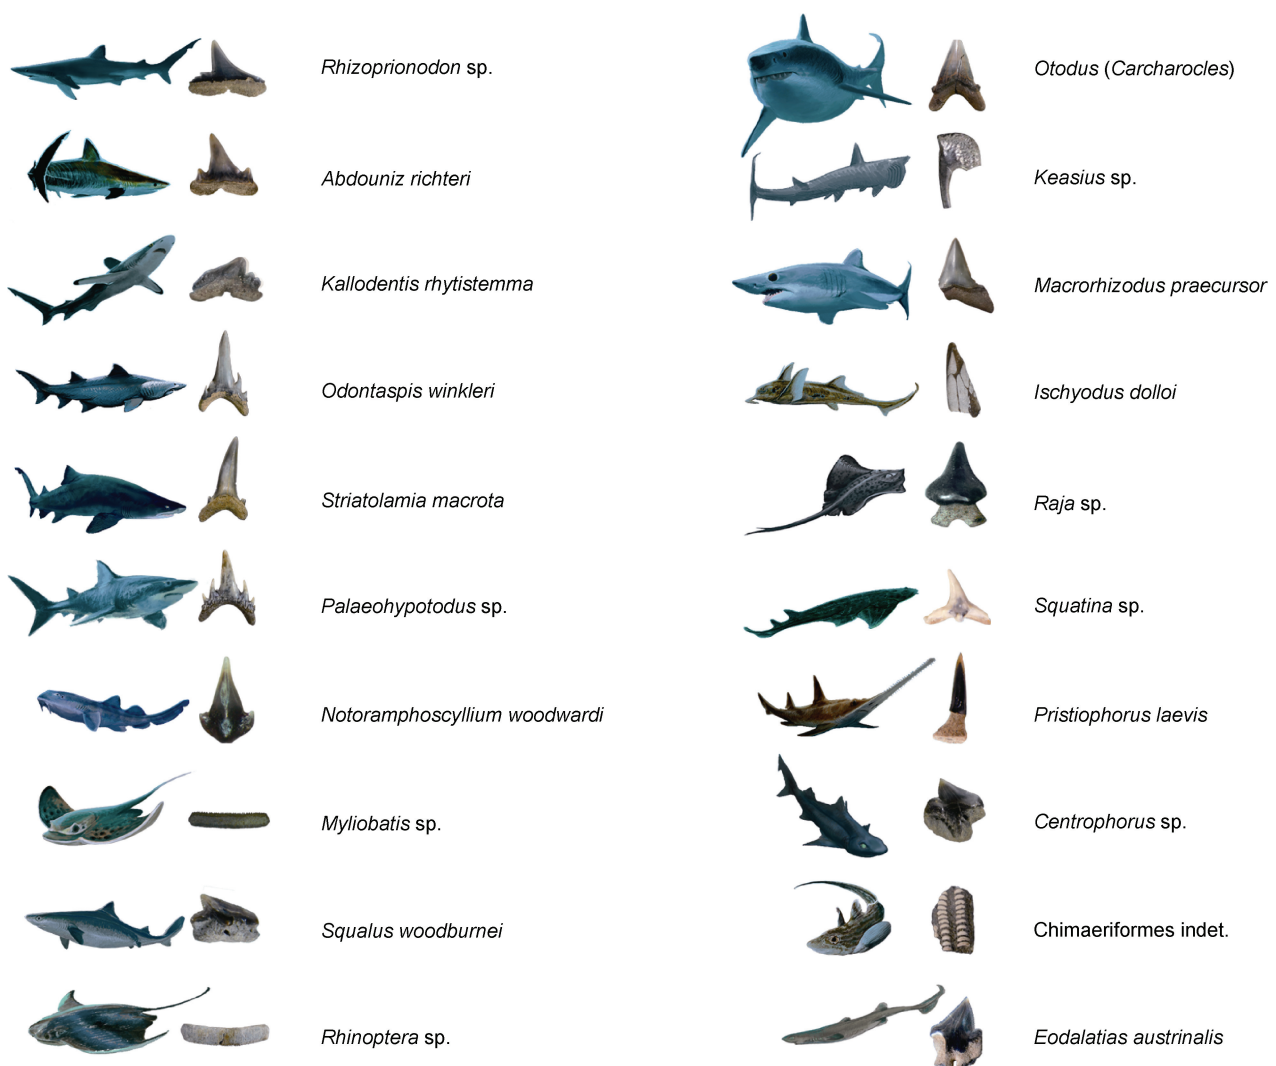 Rhizoprionodon sp.
Abdouniz richteri
Kallodentis rhytistemma
Odontaspis winkleri
Striatolamia macrota
Palaeohypotodus sp.
Notoramphoscyllium woodwardi
Myliobatis sp.
Squalus woodburnei
Rhinoptera sp.
Otodus (Carcharocles)
Keasius sp.
Macrorhizodus praecursor
Ischyodus dolloi
Raja sp.
Squatina sp.
Pristiophorus laevis
Centrophorus sp.
Chimaeriformes indet.
Eodalatias austrinalis